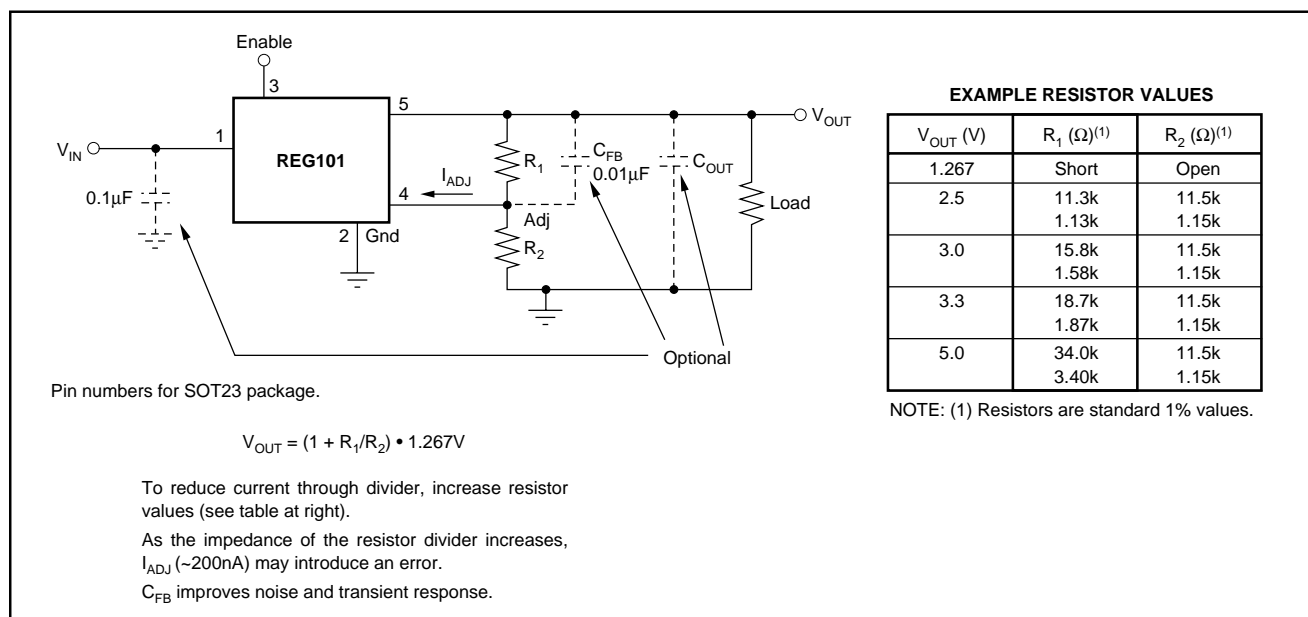 Enable
3
5
V_OUT
1
V_IN
REG101
R_1
C_FB
0.01µF
C_OUT
I_ADJ
0.1µF
4
Load
Adj
2
Gnd
R_2
Optional
Pin numbers for SOT23 package.
V_OUT = (1 + R_1/R_2) • 1.267V
To reduce current through divider, increase resistor
values (see table at right).
As the impedance of the resistor divider increases,
I_ADJ (~200nA) may introduce an error.
C_FB improves noise and transient response.
EXAMPLE RESISTOR VALUES
V_OUT (V) R_1 (Ω)(1) R_2 (Ω)(1)
1.267 Short Open
2.5 11.3k 11.5k
1.13k 1.15k
3.0 15.8k 11.5k
1.58k 1.15k
3.3 18.7k 11.5k
1.87k 1.15k
5.0 34.0k 11.5k
3.40k 1.15k
NOTE: (1) Resistors are standard 1% values.